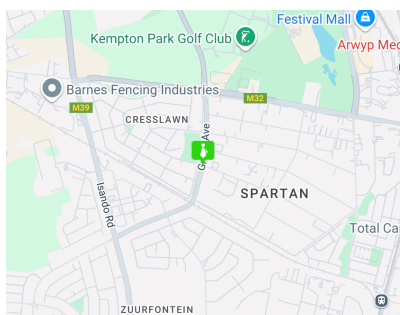 Festival Mall
Kempton Park Golf Club
Arwyp Med
Barnes Fencing Industries
M32
M39
CRESSLAWN
Ave
Isando Rd
SPARTAN
Total Ca
ZUURFONTEIN